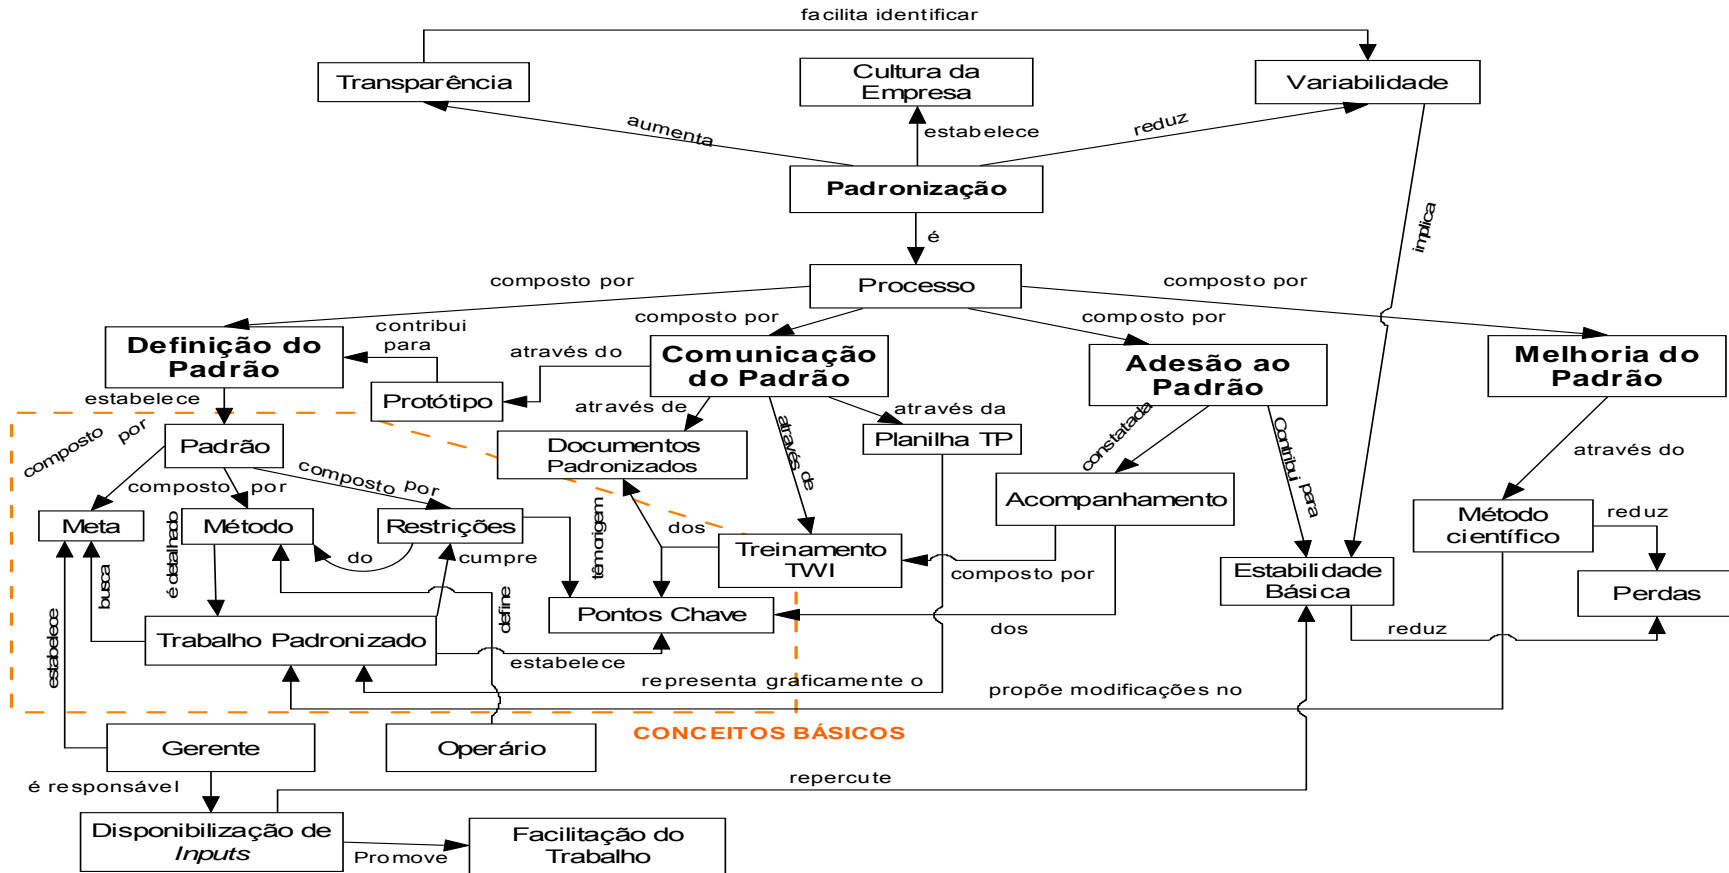 facilita identificar
Transparência
Cultura da
Empresa
Variabilidade
aumenta
estabelece
reduz
Padronização
implica
é
composto por
Processo
composto por
composto por
composto por
Definição do
Padrão
contribui
para
através do
Comunicação
do Padrão
Adesão ao
Padrão
Melhoria do
Padrão
estabelece
Protótipo
através de
através da
composto por
Padrão
Documentos
Padronizados
através de
Planilha TP
constatada
Contribui para
através do
composto por
composto por
Meta
Método
Restrições
têm origem
dos
Acompanhamento
Método
científico
reduz
é detalhado
do
cumpre
Treinamento
TWI
composto por
Estabilidade
Básica
Perdas
busca
define
Pontos Chave
dos
reduz
estabelece
Trabalho Padronizado
estabelece
representa graficamente o
propõe modificações no
CONCEITOS BÁSICOS
Gerente
Operário
é responsável
repercute
Disponibilização de
Inputs
Promove
Facilitação do
Trabalho